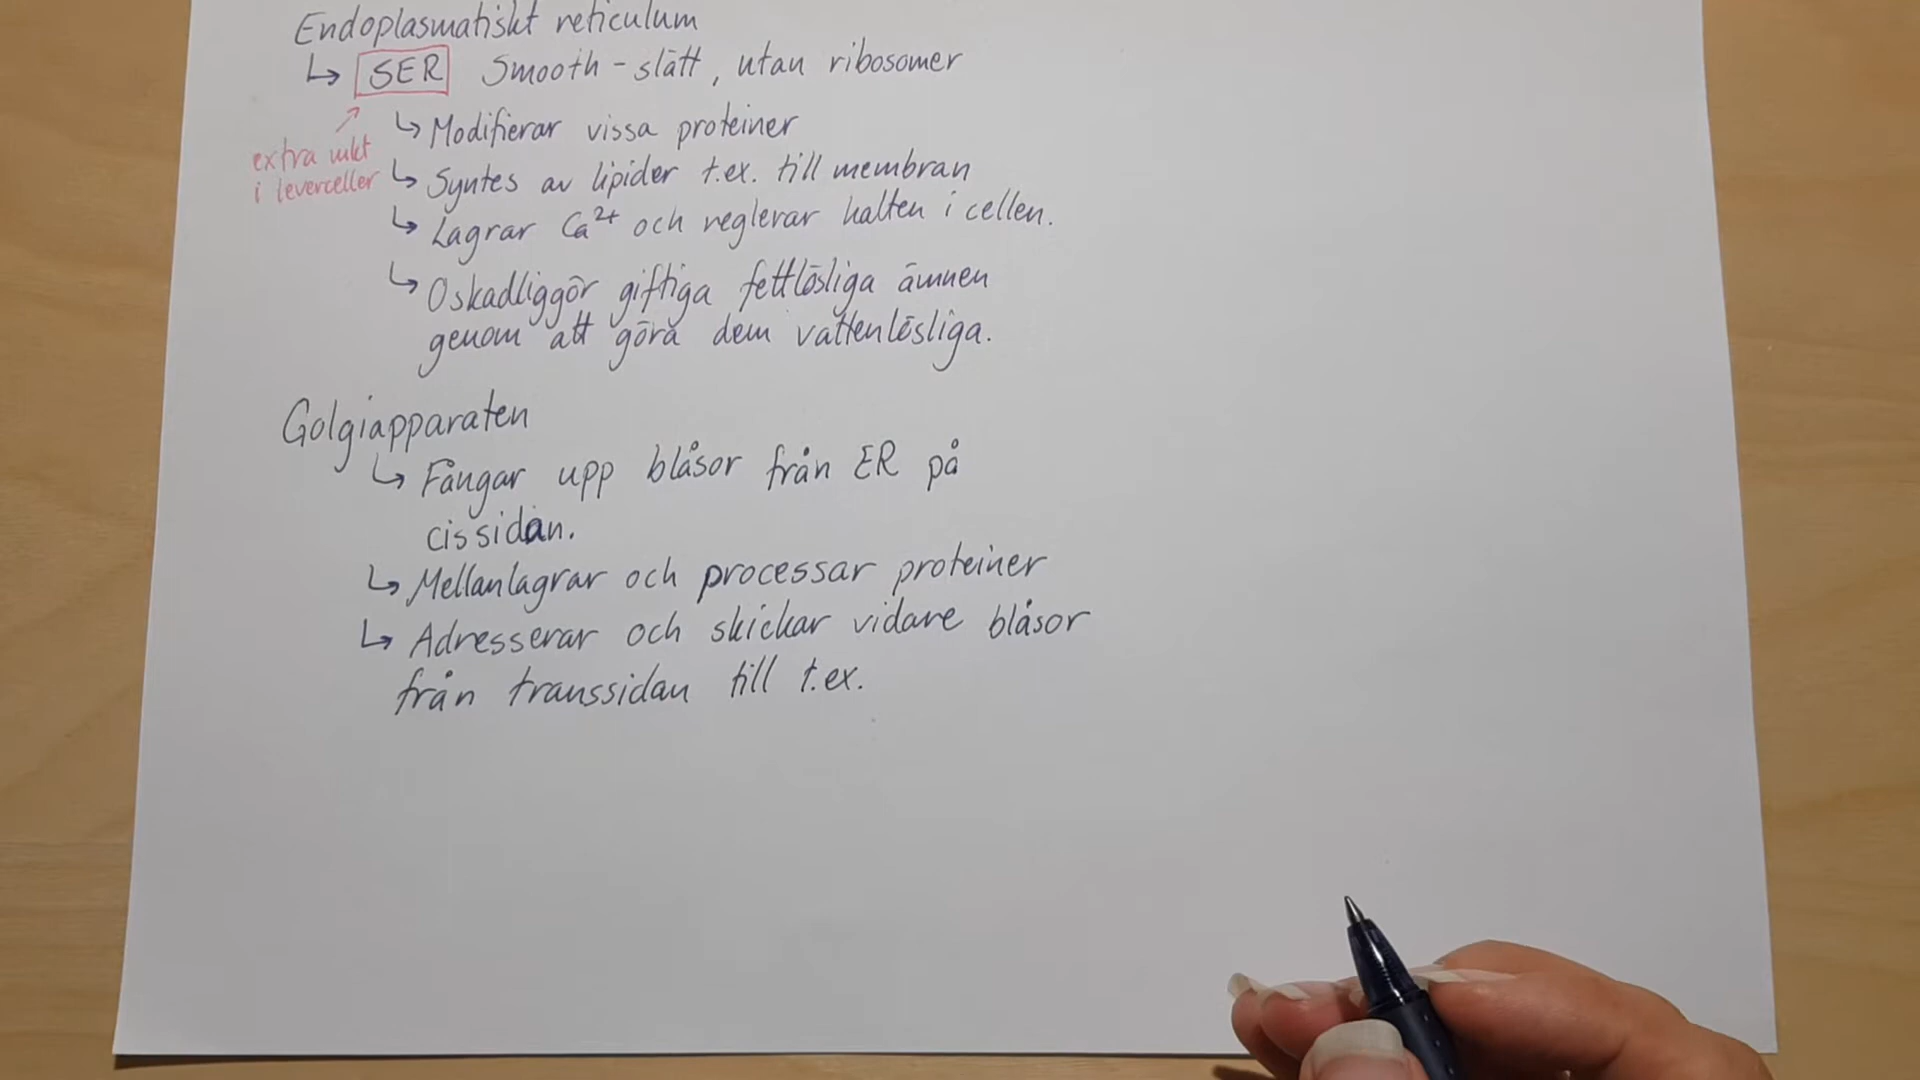 Endoplasmatiskt reticulum
↳ SER Smooth - slätt, utan ribosomer
↳ Modifierar vissa proteiner
extra mkt
i leverceller
↳ Syntes av lipider t.ex. till membran
↳ Lagrar Ca²⁺ och reglerar halten i cellen.
↳ Oskadliggör giftiga fettlösliga ämnen
genom att göra dem vattenlösliga.
Golgiapparaten
↳ Fångar upp blåsor från ER på
cissidan.
↳ Mellanlagrar och processar proteiner
↳ Adresserar och skickar vidare blåsor
från transsidan till t.ex.